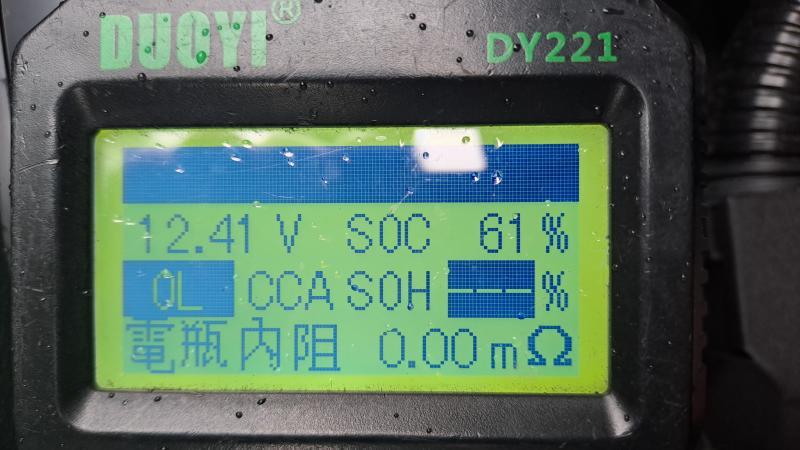 DUOYI® DY221
12.41 V SOC 61 %
OL CCA SOH --- %
電瓶內阻 0.00 mΩ